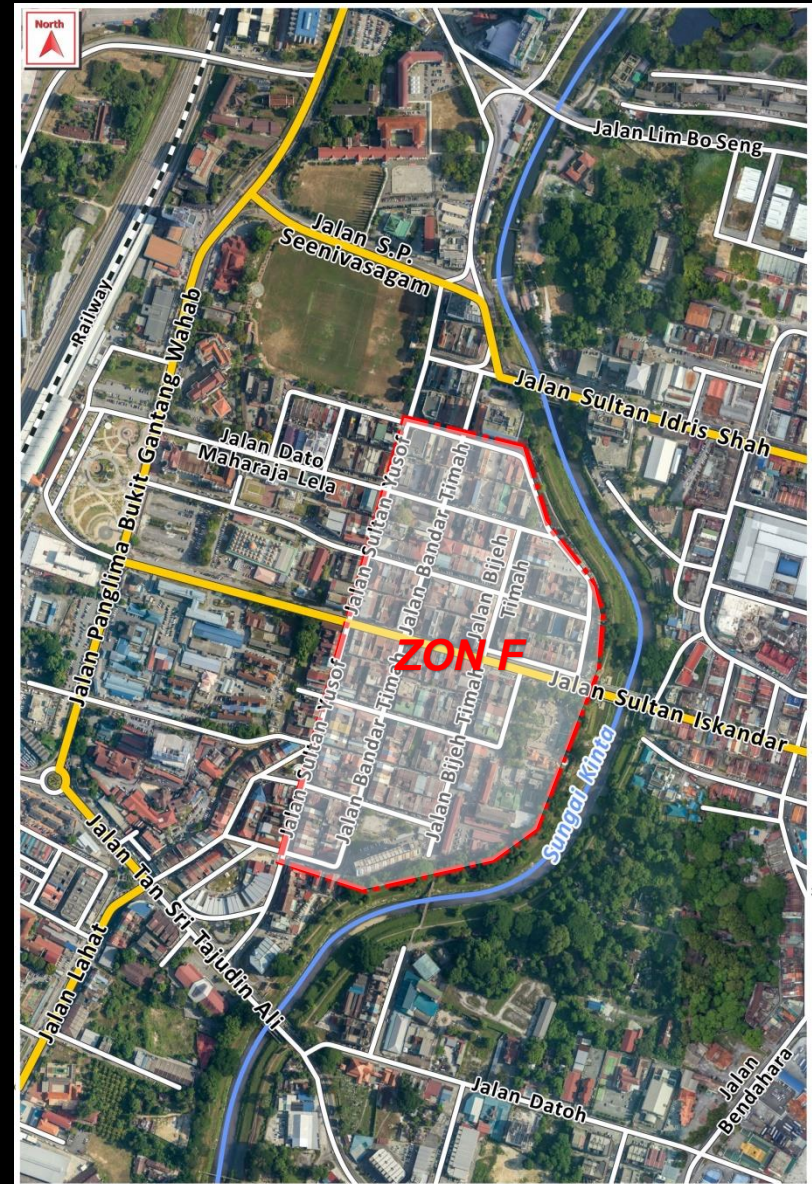 North
Jalan Lim Bo Seng
Jalan S.P.
Seenivasagam
Railway
Jalan Panglima Bukit Gantang Wahab
Jalan Sultan Idris Shah
Jalan Dato
Maharaja Lela
Jalan Sultan Yusof
Jalan Bandar Timah
Jalan Bijeh
Timah
ZON F
Jalan Sultan Iskandar
Jalan Sultan Yusof
Jalan Bandar Timah
Jalan Bijeh Timah
Sungai Kinta
Jalan Tan Sri Tajudin Ali
Jalan Lahat
Jalan Datoh
Jalan
Bendahara